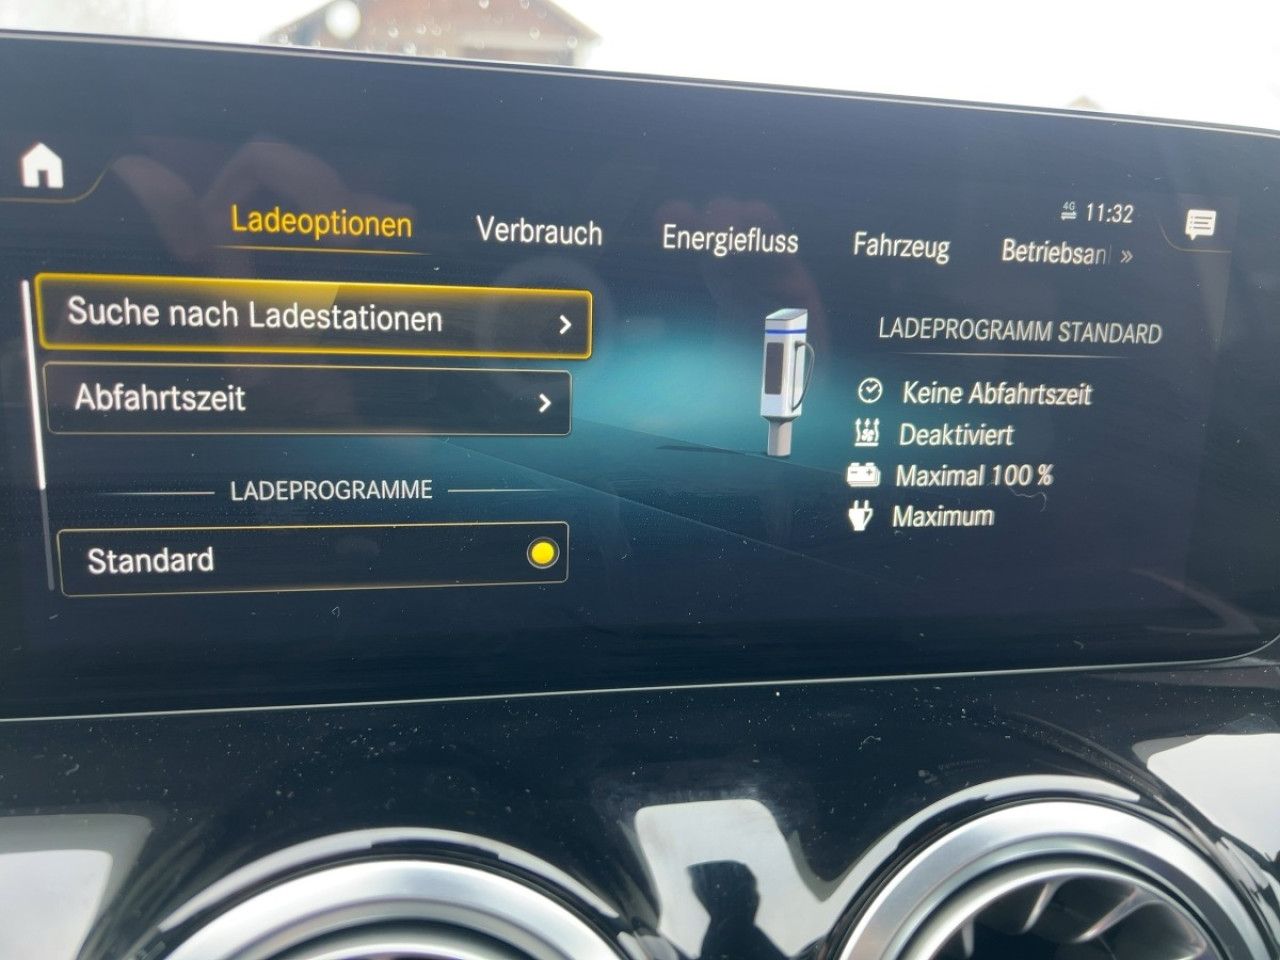 4G 11:32
Ladeoptionen Verbrauch Energiefluss Fahrzeug Betriebsan »
Suche nach Ladestationen
Abfahrtszeit
LADEPROGRAMME
Standard
LADEPROGRAMM STANDARD
Keine Abfahrtszeit
Deaktiviert
Maximal 100 %
Maximum